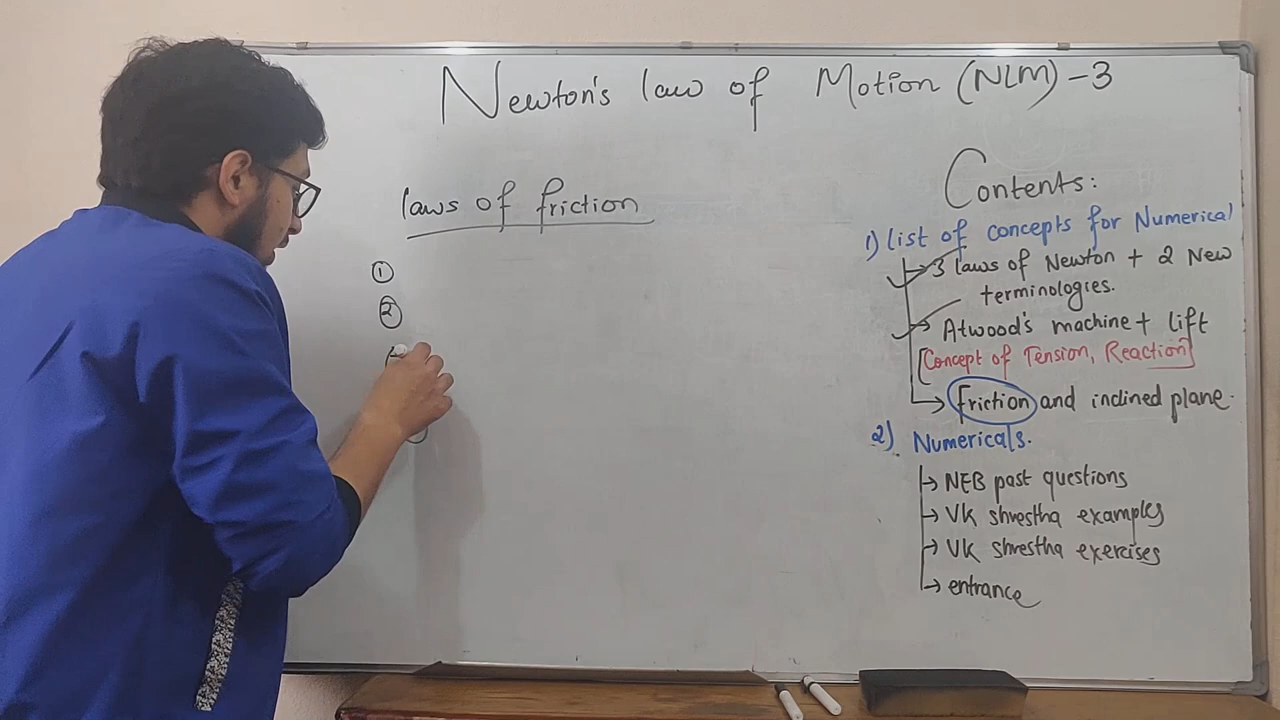 Newton's law of Motion (NLM) -3
laws of friction
①
②
Contents:
1) list of concepts for Numerical
→ 3 laws of Newton + 2 New
terminologies.
→ Atwood's machine + lift
[Concept of Tension, Reaction]
→ friction and inclined plane.
2) Numericals.
→ NEB past questions
→ VK shrestha examples
→ VK shrestha exercises
→ entrance